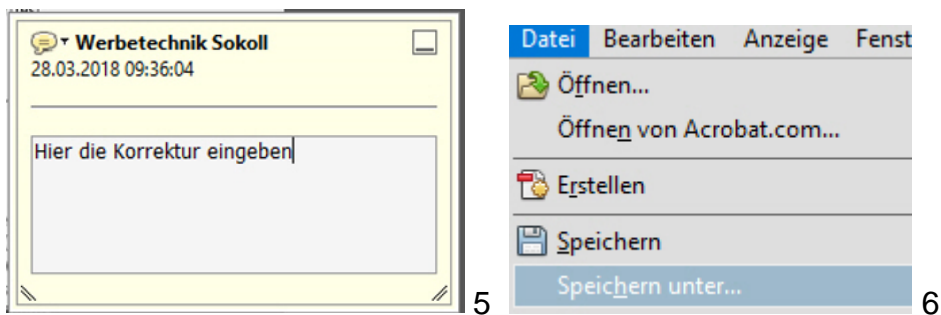 Werbetechnik Sokoll
28.03.2018 09:36:04
Hier die Korrektur eingeben
5
Datei Bearbeiten Anzeige Fenst
Öffnen...
Öffnen von Acrobat.com...
Erstellen
Speichern
Speichern unter...
6